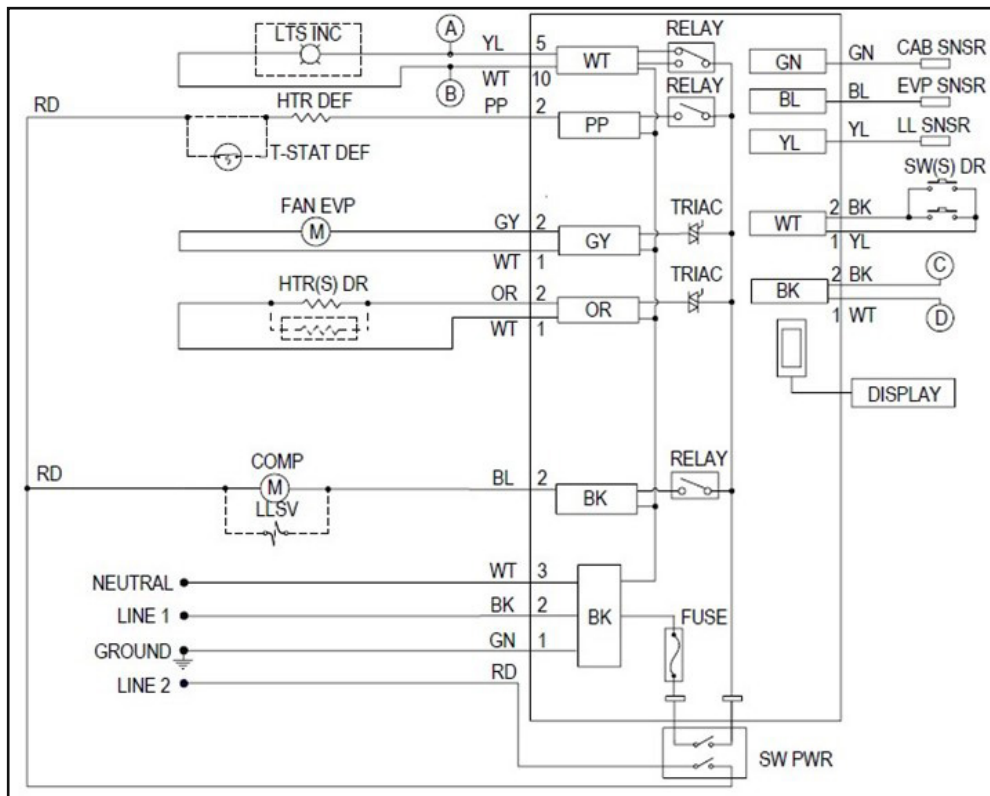 LTS INC
A
YL 5
WT
RELAY
B
WT 10
GN
GN
CAB SNSR
RD
HTR DEF
PP 2
PP
RELAY
BL
BL
EVP SNSR
T-STAT DEF
YL
YL
LL SNSR
SW(S) DR
FAN EVP
M
GY 2
GY
TRIAC
WT
2 BK
1 YL
WT 1
HTR(S) DR
OR 2
OR
TRIAC
BK
2 BK
C
WT 1
1 WT
D
DISPLAY
RD
COMP
M
BL 2
BK
RELAY
LLSV
NEUTRAL
WT 3
LINE 1
BK 2
BK
FUSE
GROUND
GN 1
LINE 2
RD
SW PWR